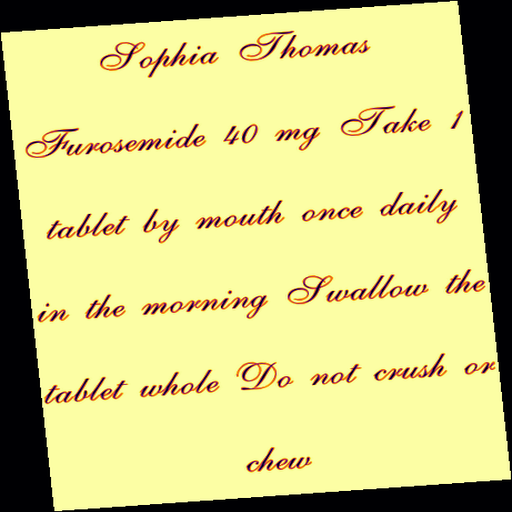 Sophia Thomas
Furosemide 40 mg Take 1
tablet by mouth once daily
in the morning Swallow the
tablet whole Do not crush or
chew